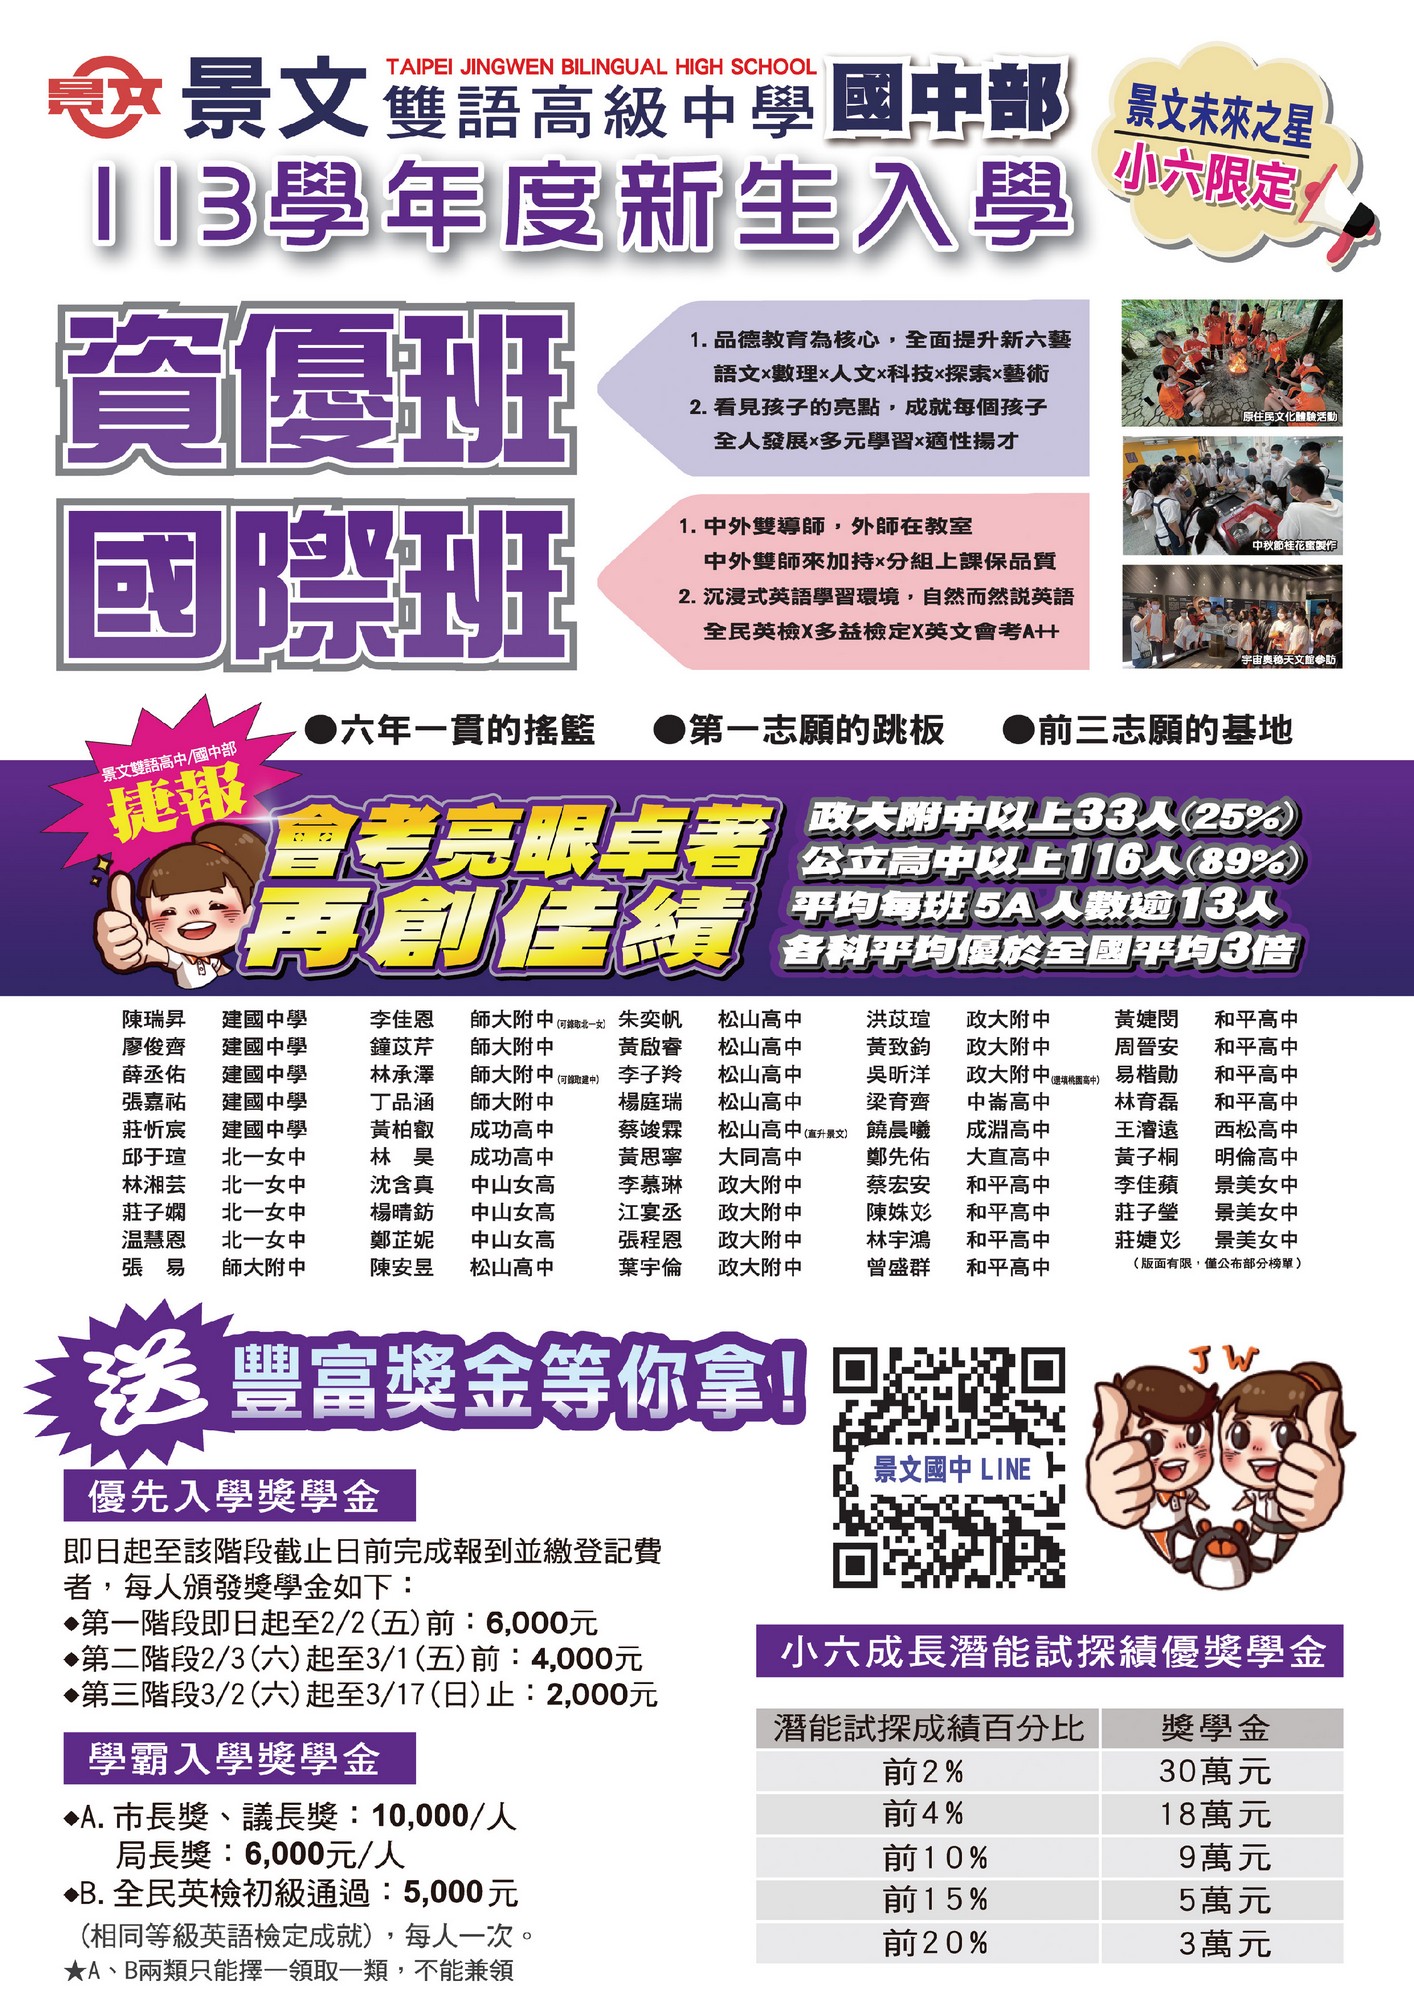 景文
景文
TAIPEI JINGWEN BILINGUAL HIGH SCHOOL
雙語高級中學
國中部
113學年度新生入學
景文未來之星
小六限定
資優班
1. 品德教育為核心，全面提升新六藝
語文×數理×人文×科技×探索×藝術
2. 看見孩子的亮點，成就每個孩子
全人發展×多元學習×適性揚才
國際班
1. 中外雙導師，外師在教室
中外雙師來加持×分組上課保品質
2. 沉浸式英語學習環境，自然而然說英語
全民英檢X多益檢定X英文會考A++
原住民文化體驗活動
中秋節桂花蜜製作
宇宙奧秘天文館參訪
●六年一貫的搖籃 ●第一志願的跳板 ●前三志願的基地
景文雙語高中/國中部
捷報
會考亮眼卓著
再創佳績
政大附中以上33人(25%)
公立高中以上116人(89%)
平均每班5A人數逾13人
各科平均優於全國平均3倍
陳瑞昇 建國中學 李佳恩 師大附中(可錄取北一女) 朱奕帆 松山高中 洪苡瑄 政大附中 黃婕閔 和平高中
廖俊齊 建國中學 鐘苡芹 師大附中 黃啟睿 松山高中 黃致鈞 政大附中 周晉安 和平高中
薛丞佑 建國中學 林承澤 師大附中(可錄取建中) 李子羚 松山高中 吳昕洋 政大附中(選填桃園高中) 易楷勛 和平高中
張嘉祐 建國中學 丁品涵 師大附中 楊庭瑞 松山高中 梁育齊 中崙高中 林育磊 和平高中
莊忻宸 建國中學 黃柏叡 成功高中 蔡竣霖 松山高中(直升景文) 饒晨曦 成淵高中 王濬遠 西松高中
邱于瑄 北一女中 林 昊 成功高中 黃思寧 大同高中 鄭先佑 大直高中 黃子桐 明倫高中
林湘芸 北一女中 沈含真 中山女高 李慕琳 政大附中 蔡宏安 和平高中 李佳蘋 景美女中
莊子嫻 北一女中 楊晴鈁 中山女高 江宴丞 政大附中 陳姝彣 和平高中 莊子瑩 景美女中
温慧恩 北一女中 鄭芷妮 中山女高 張程恩 政大附中 林宇鴻 和平高中 莊婕彣 景美女中
張 易 師大附中 陳安昱 松山高中 葉宇倫 政大附中 曾盛群 和平高中 (版面有限，僅公布部分榜單)
送 豐富獎金等你拿!
優先入學獎學金
即日起至該階段截止日前完成報到並繳登記費
者，每人頒發獎學金如下：
◆第一階段即日起至2/2(五)前：6,000元
◆第二階段2/3(六)起至3/1(五)前：4,000元
◆第三階段3/2(六)起至3/17(日)止：2,000元
學霸入學獎學金
◆A. 市長獎、議長獎：10,000/人
局長獎：6,000元/人
◆B. 全民英檢初級通過：5,000元
(相同等級英語檢定成就)，每人一次。
★A、B兩類只能擇一領取一類，不能兼領
景文國中 LINE
JW
小六成長潛能試探績優獎學金
潛能試探成績百分比 獎學金
前2% 30萬元
前4% 18萬元
前10% 9萬元
前15% 5萬元
前20% 3萬元